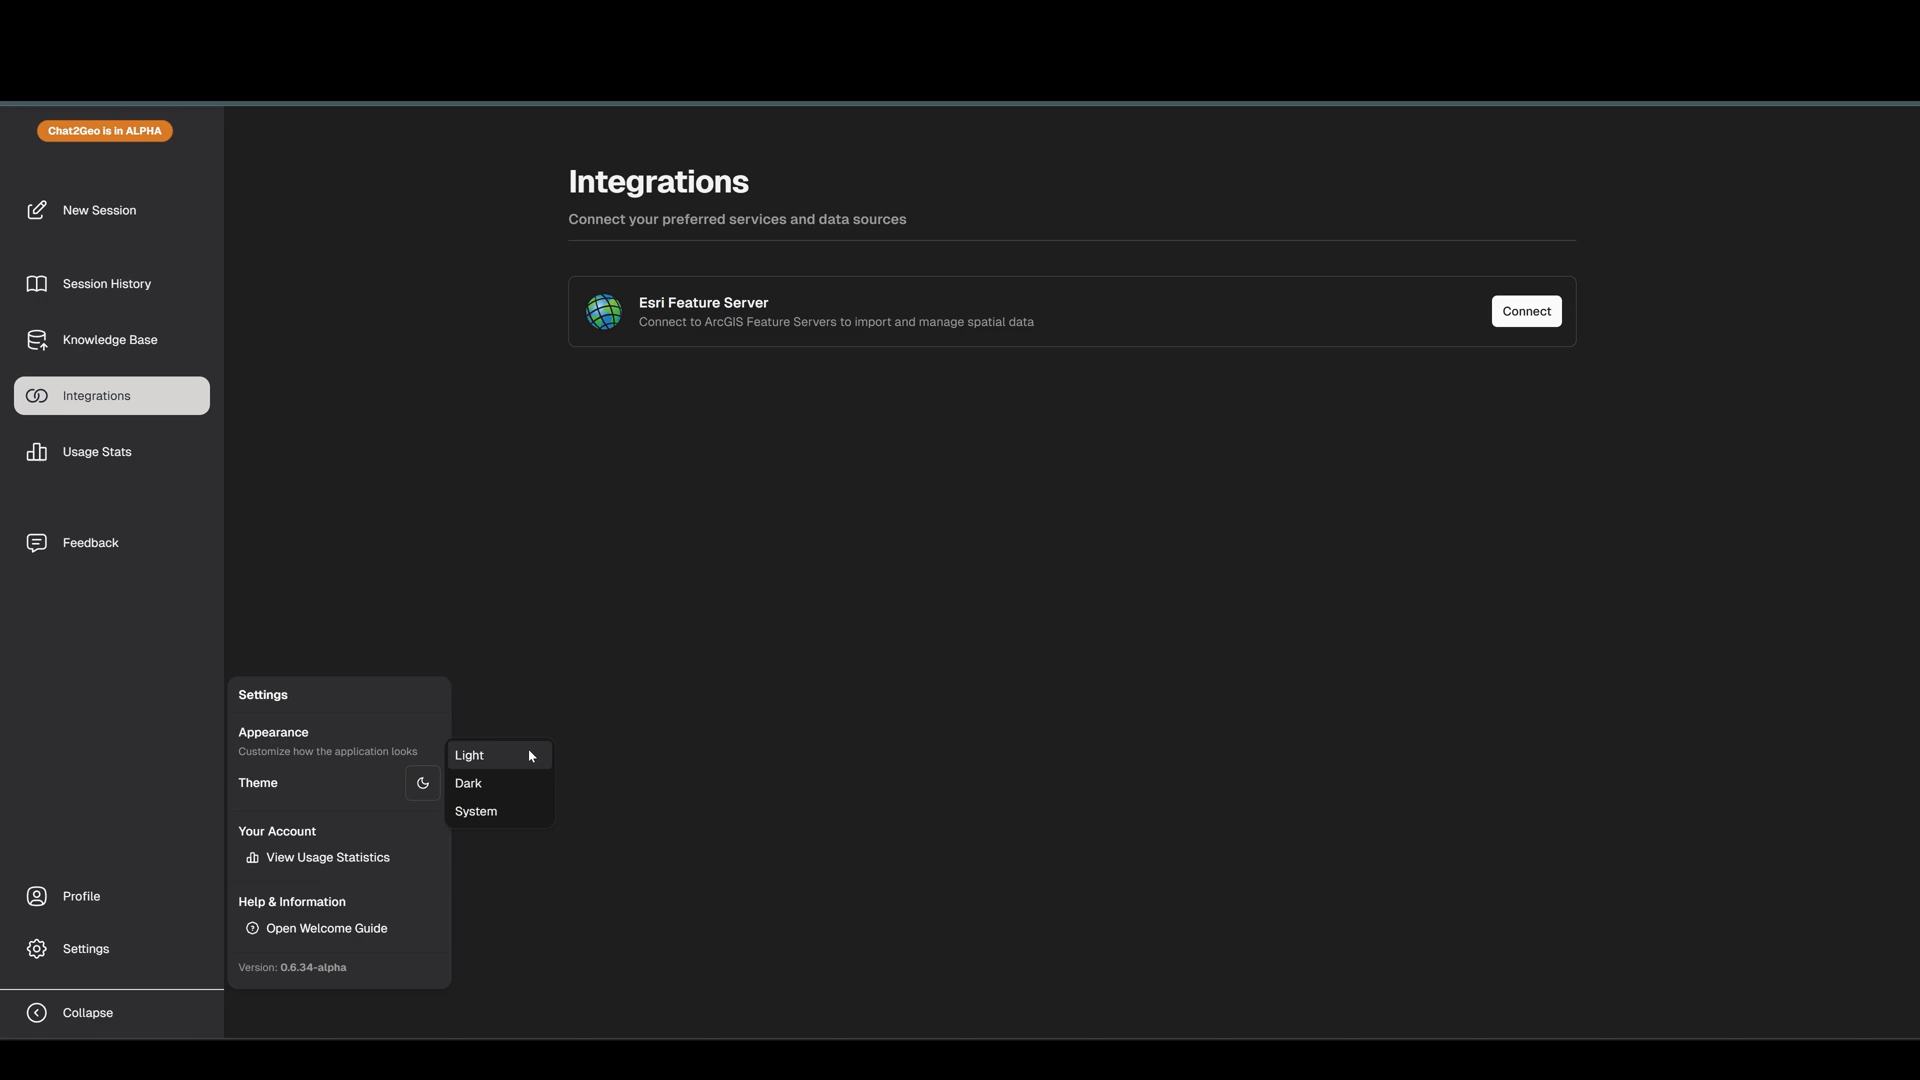 Chat2Geo is in ALPHA
New Session
Session History
Knowledge Base
Integrations
Usage Stats
Feedback
Profile
Settings
Collapse
Integrations
Connect your preferred services and data sources
Esri Feature Server
Connect to ArcGIS Feature Servers to import and manage spatial data
Connect
Settings
Appearance
Customize how the application looks
Theme
Light
Dark
System
Your Account
View Usage Statistics
Help & Information
Open Welcome Guide
Version: 0.6.34-alpha